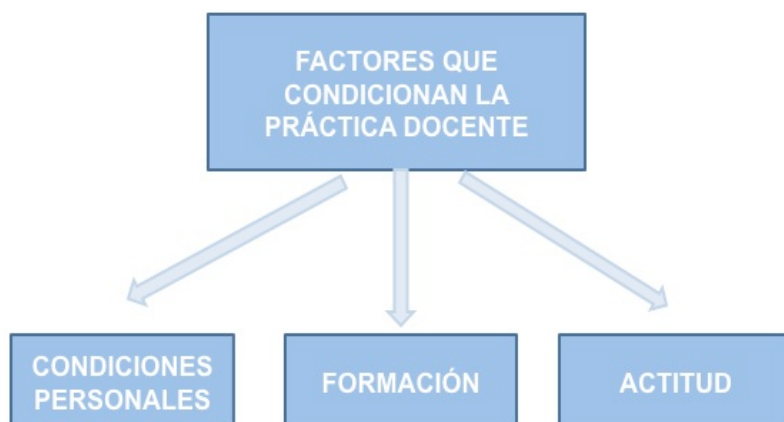 FACTORES QUE
CONDICIONAN LA
PRÁCTICA DOCENTE
CONDICIONES
PERSONALES
FORMACIÓN
ACTITUD